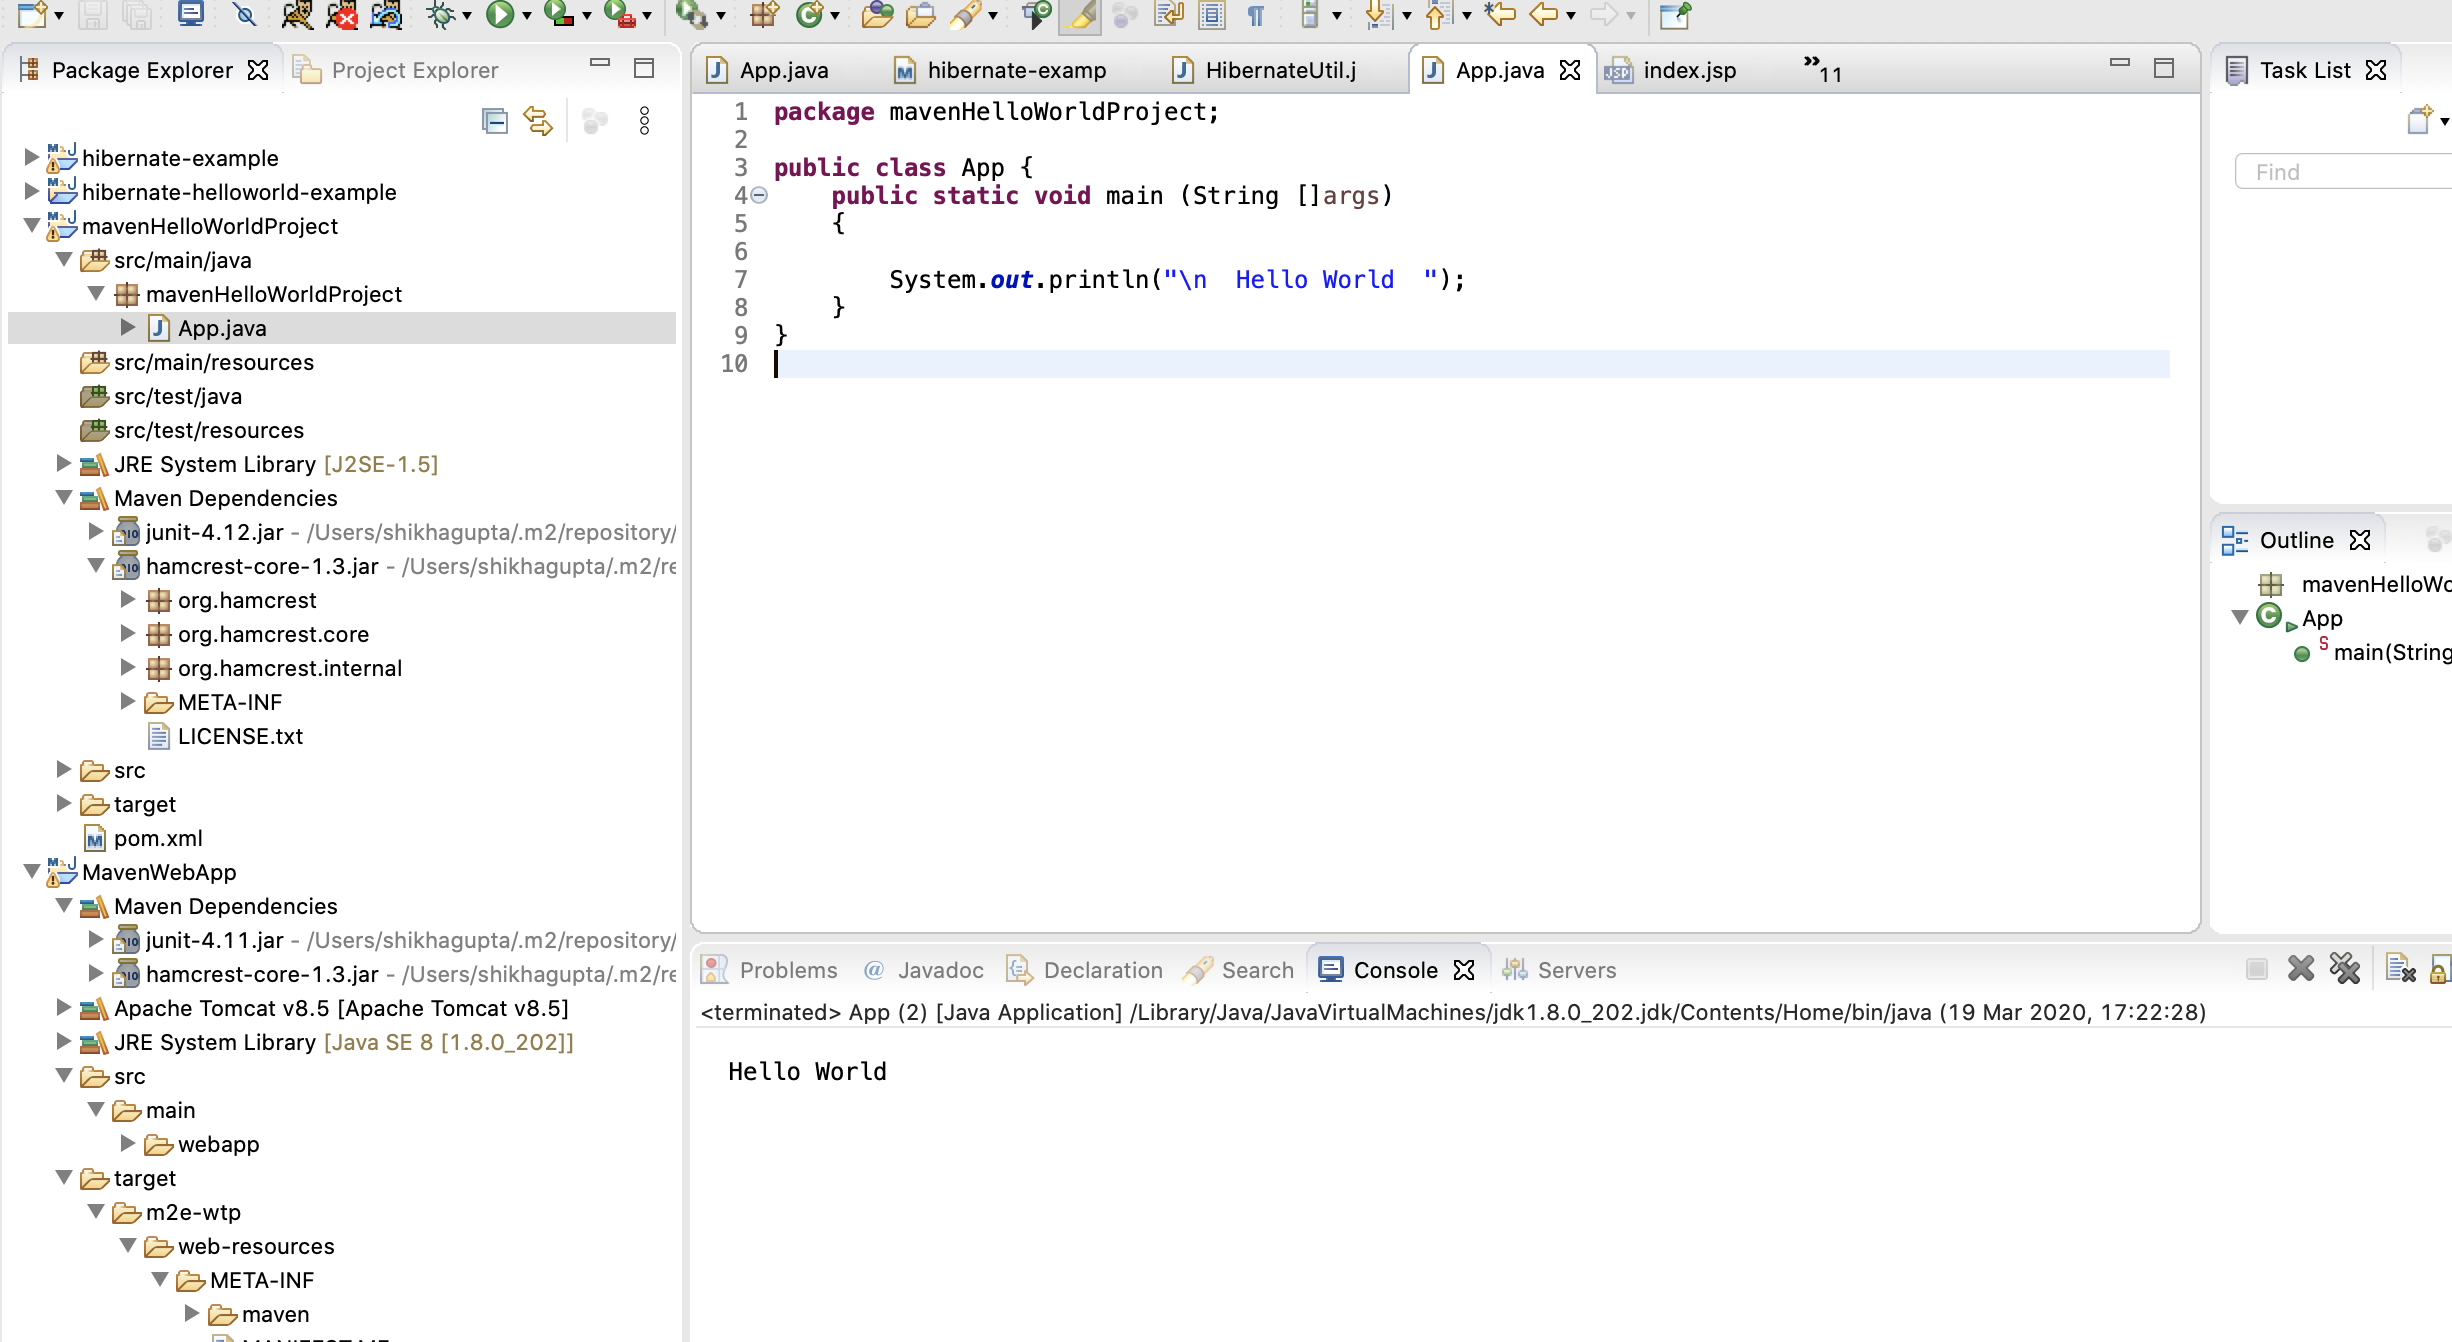 Package Explorer
Project Explorer
hibernate-example
hibernate-helloworld-example
mavenHelloWorldProject
src/main/java
mavenHelloWorldProject
App.java
src/main/resources
src/test/java
src/test/resources
JRE System Library [J2SE-1.5]
Maven Dependencies
junit-4.12.jar - /Users/shikhagupta/.m2/repository/
hamcrest-core-1.3.jar - /Users/shikhagupta/.m2/re
org.hamcrest
org.hamcrest.core
org.hamcrest.internal
META-INF
LICENSE.txt
src
target
pom.xml
MavenWebApp
Maven Dependencies
junit-4.11.jar - /Users/shikhagupta/.m2/repository/
hamcrest-core-1.3.jar - /Users/shikhagupta/.m2/re
Apache Tomcat v8.5 [Apache Tomcat v8.5]
JRE System Library [Java SE 8 [1.8.0_202]]
src
main
webapp
target
m2e-wtp
web-resources
META-INF
maven
App.java
hibernate-examp
HibernateUtil.j
App.java
index.jsp
»11
1 package mavenHelloWorldProject;
2
3 public class App {
4 public static void main (String []args)
5 {
6
7 System.out.println("\n  Hello World  ");
8 }
9 }
10
Problems
@ Javadoc
Declaration
Search
Console
Servers
<terminated> App (2) [Java Application] /Library/Java/JavaVirtualMachines/jdk1.8.0_202.jdk/Contents/Home/bin/java (19 Mar 2020, 17:22:28)
Hello World
Task List
Find
Outline
mavenHelloWo
App
main(String